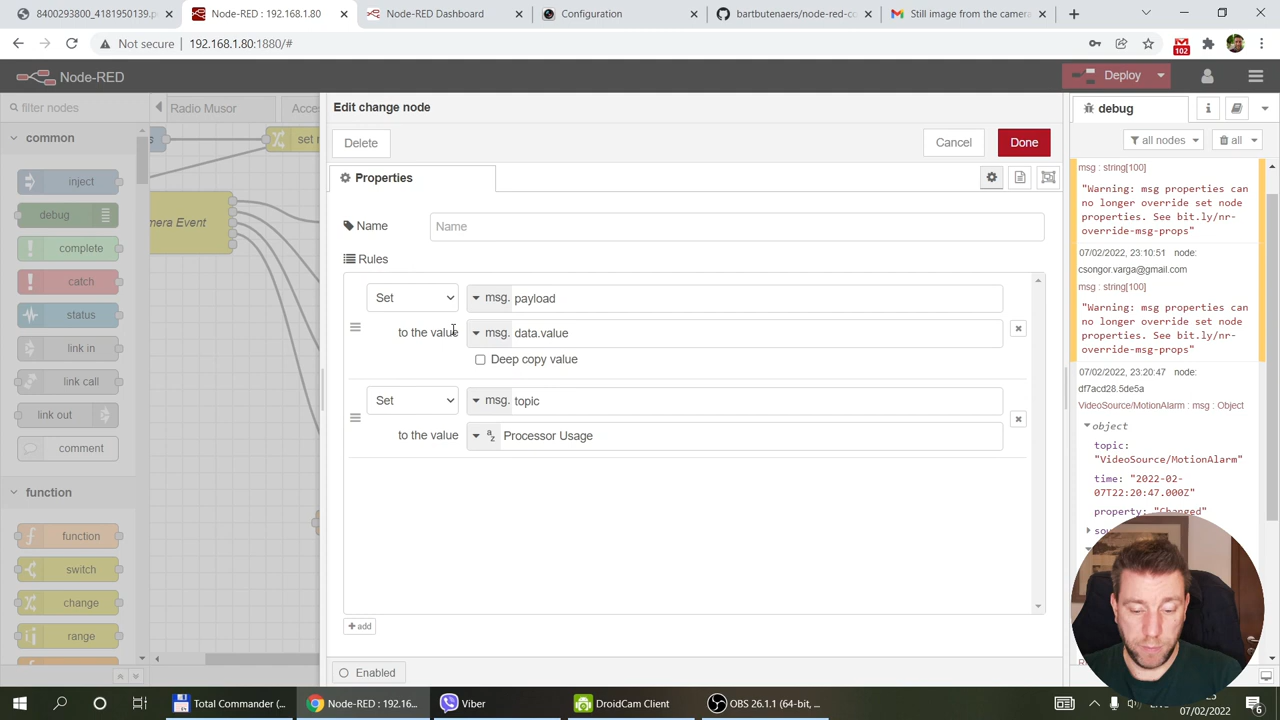 8400293800_4181950139.p
Node-RED : 192.168.1.80
Node-RED Dashboard
Configuration
bartbutenaers/node-red-co
Still image from the camera
Not secure
192.168.1.80:1880/#
102
Node-RED
Deploy
filter nodes
Radio Musor
Acce
Edit change node
debug
common
Delete
Cancel
Done
all nodes
all
set m
inject
debug
complete
catch
status
link in
link call
link out
comment
function
function
switch
change
range
mera Event
Properties
Name
Name
Rules
Set
msg. payload
to the value
msg. data.value
Deep copy value
Set
msg. topic
to the value
Processor Usage
add
Enabled
msg : string[100]
"Warning: msg properties can
no longer override set node
properties. See bit.ly/nr-
override-msg-props"
07/02/2022, 23:10:51 node:
csongor.varga@gmail.com
msg : string[100]
"Warning: msg properties can
no longer override set node
properties. See bit.ly/nr-
override-msg-props"
07/02/2022, 23:20:47 node:
df7acd28.5de5a
VideoSource/MotionAlarm : msg : Object
object
topic:
"VideoSource/MotionAlarm"
time: "2022-02-
07T22:20:47.000Z"
property: "Changed"
Total Commander (...
Node-RED : 192.16...
Viber
DroidCam Client
OBS 26.1.1 (64-bit, ...
07/02/2022
6